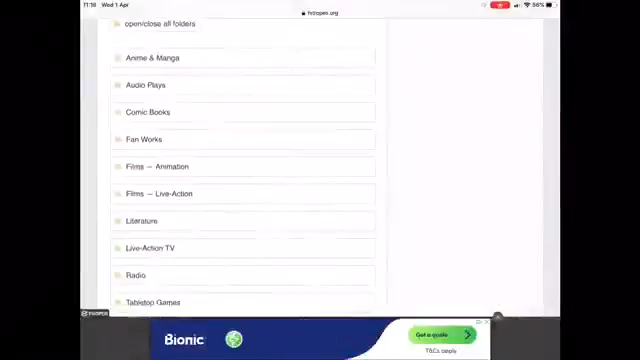 11:18 Wed 1 Apr
56%
tvtropes.org
open/close all folders
Anime & Manga
Audio Plays
Comic Books
Fan Works
Films — Animation
Films — Live-Action
Literature
Live-Action TV
Radio
Tabletop Games
Bionic
Get a quote
T&Cs apply